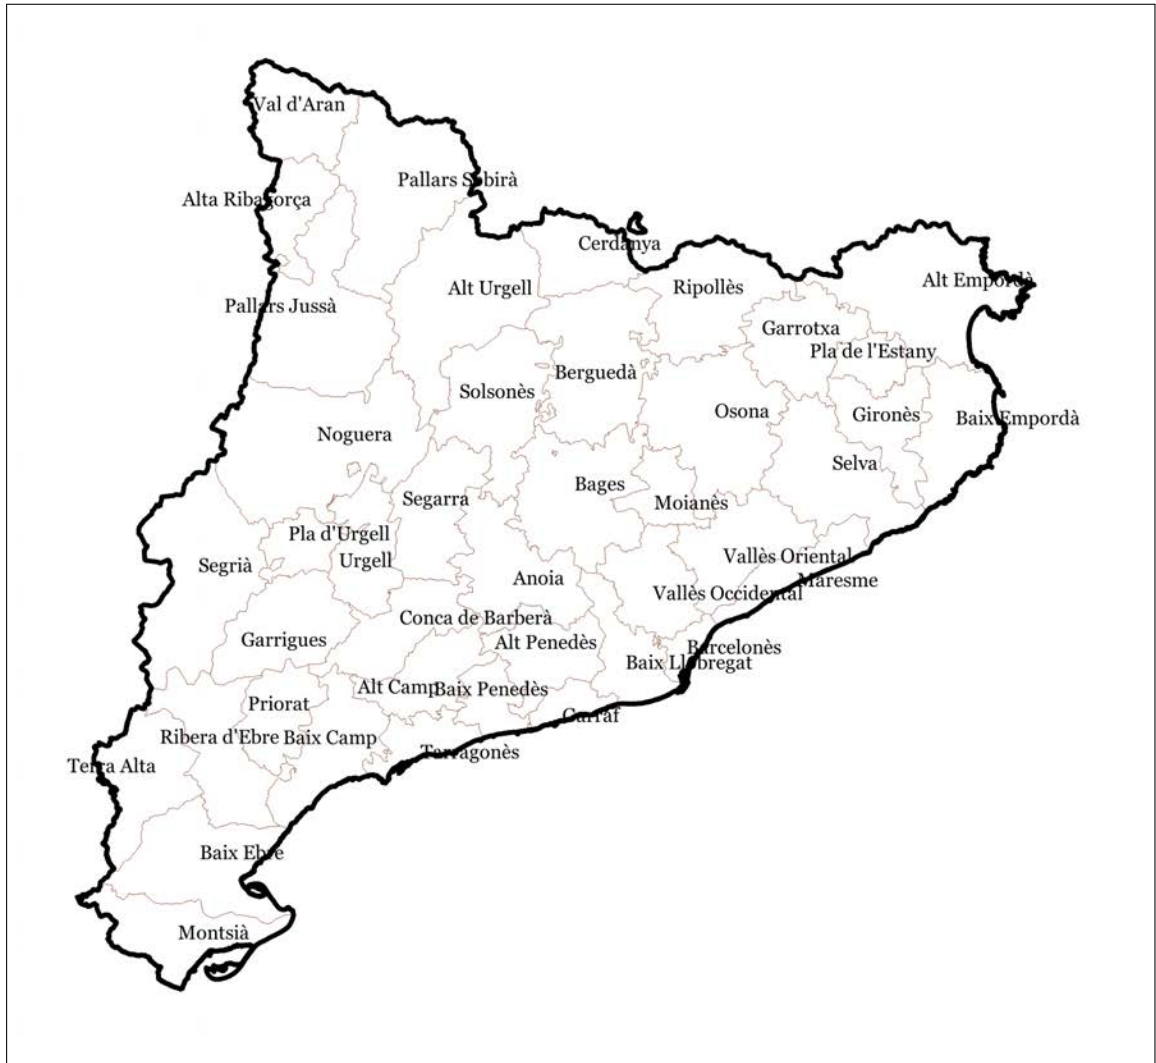 Val d'Aran
Pallars Sobirà
Alta Ribagorça
Cerdanya
Alt Empordà
Alt Urgell
Ripollès
Pallars Jussà
Garrotxa
Pla de l'Estany
Berguedà
Solsonès
Osona
Gironès
Baix Empordà
Noguera
Selva
Bages
Segarra
Moianès
Pla d'Urgell
Vallès Oriental
Urgell
Segrià
Anoia
Maresme
Vallès Occidental
Conca de Barberà
Garrigues
Alt Penedès
Barcelonès
Baix Llobregat
Alt Camp
Baix Penedès
Priorat
Garraf
Ribera d'Ebre
Baix Camp
Tarragonès
Terra Alta
Baix Ebre
Montsià